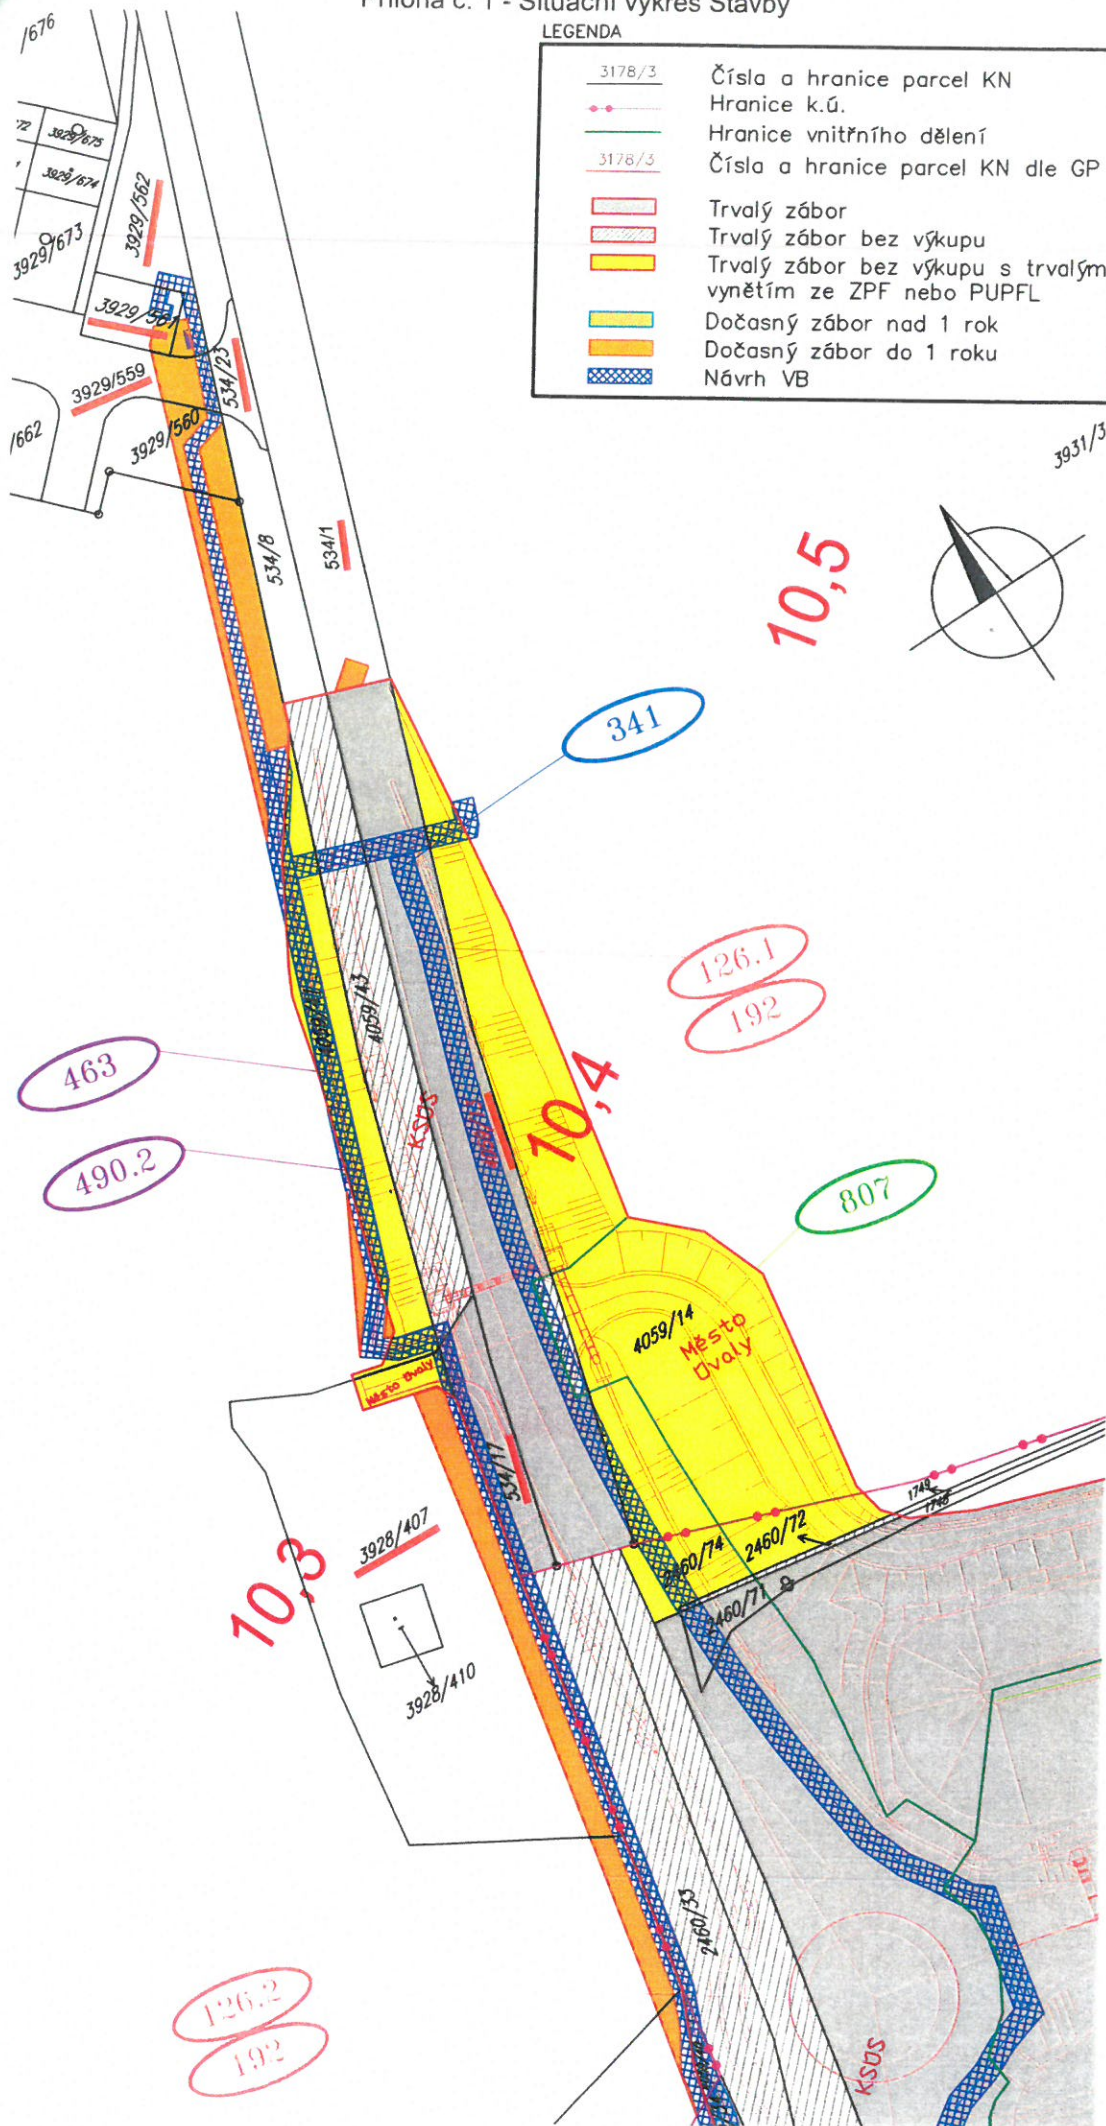 Příloha č. 1 - Situační výkres Stavby
LEGENDA
3178/3 Čísla a hranice parcel KN
Hranice k.ú.
Hranice vnitřního dělení
3178/3 Čísla a hranice parcel KN dle GP
Trvalý zábor
Trvalý zábor bez výkupu
Trvalý zábor bez výkupu s trvalým
vynětím ze ZPF nebo PUPFL
Dočasný zábor nad 1 rok
Dočasný zábor do 1 roku
Návrh VB
/676
3929/675
3929/674
3929/673
3929/562
3929/561
534/23
3929/559
3929/560
/662
3931/3
534/8
534/1
10,5
341
126.1
192
4059/43
463
KSÚS
10,4
490.2
807
4059/14
Město
Úvaly
Město Úvaly
534/17
1749
1748
2460/72
2460/74
2460/71
3928/407
10,3
3928/410
2460/33
126.2
192
KSÚS